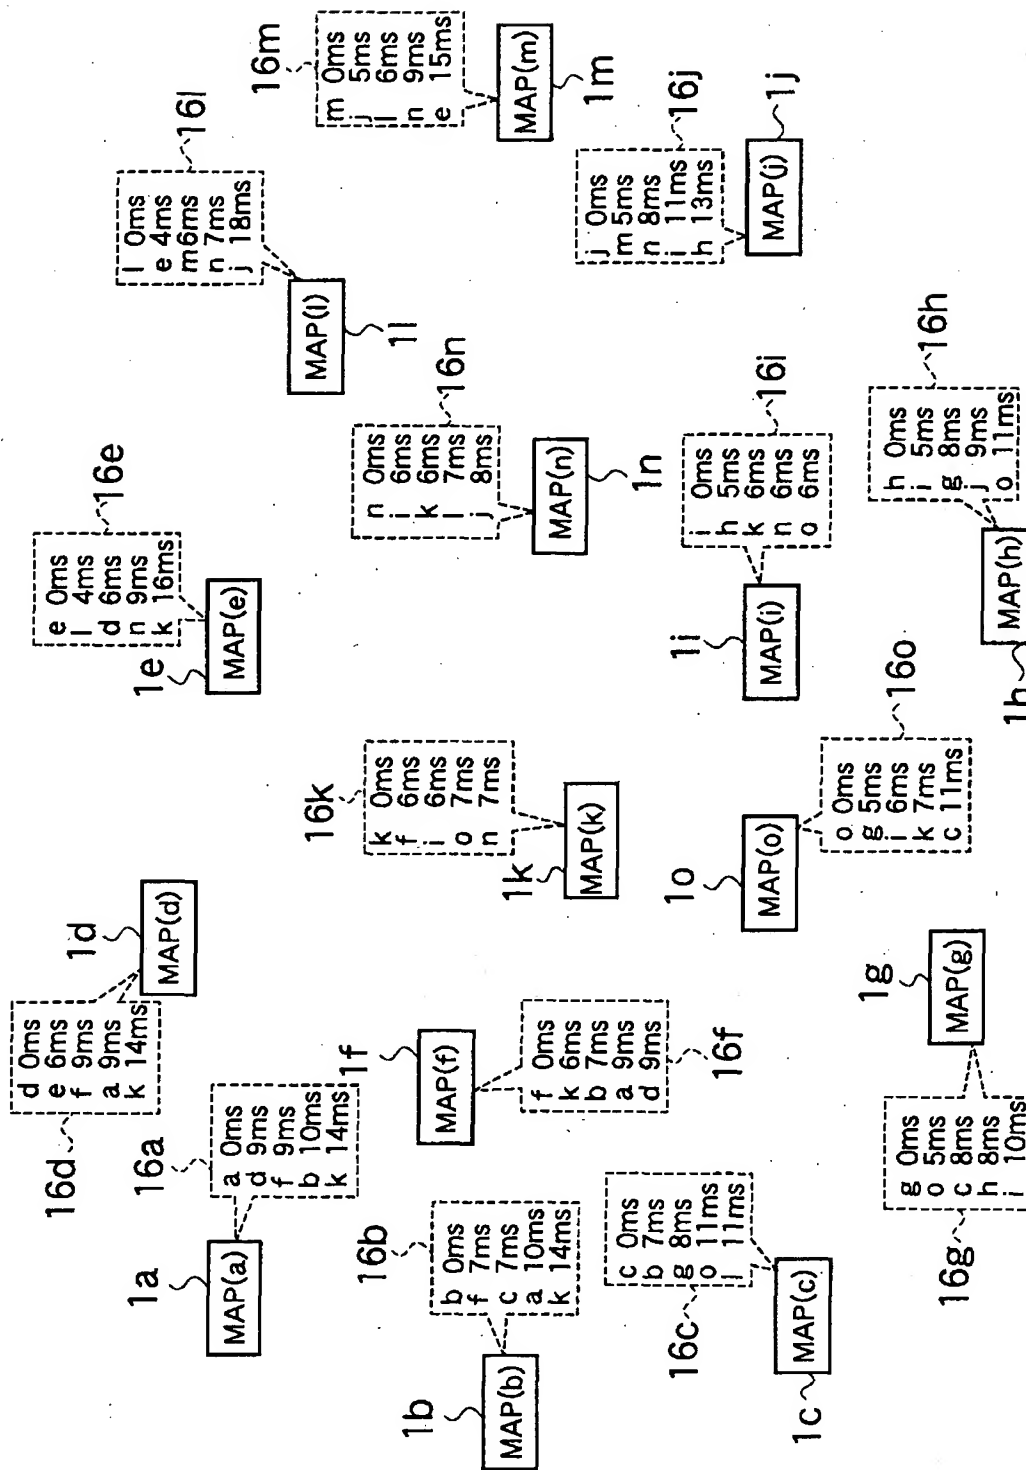 16d
d 0ms
e 6ms
f 9ms
a 9ms
k 14ms
1d
MAP(d)
16a
a 0ms
d 9ms
f 9ms
b 10ms
k 14ms
1a
MAP(a)
16e
e 0ms
l 4ms
d 6ms
n 9ms
k 16ms
1e
MAP(e)
16l
l 0ms
e 4ms
m6ms
n 7ms
j 18ms
MAP(l)
1l
16m
m 0ms
j 5ms
l 6ms
n 9ms
e 15ms
MAP(m)
1m
16b
b 0ms
f 7ms
c 7ms
a 10ms
k 14ms
1b
MAP(b)
1f
MAP(f)
f 0ms
k 6ms
b 7ms
a 9ms
d 9ms
16f
16k
k 0ms
f 6ms
i 6ms
o 7ms
n 7ms
1k
MAP(k)
16n
n 0ms
i 6ms
k 6ms
l 7ms
j 8ms
MAP(n)
1n
j 0ms
m5ms
n 8ms
i 11ms
h 13ms
16j
MAP(j)
1j
c 0ms
b 7ms
g 8ms
o 11ms
11ms
16c
MAP(c)
1c
1o
MAP(o)
o 0ms
g 5ms
i 6ms
k 7ms
c 11ms
16o
1i
MAP(i)
i 0ms
h 5ms
k 6ms
n 6ms
o 6ms
16i
1g
MAP(g)
g 0ms
o 5ms
c 8ms
h 8ms
i 10ms
16g
h 0ms
i 5ms
g 8ms
j 9ms
o 11ms
16h
MAP(h)
1h